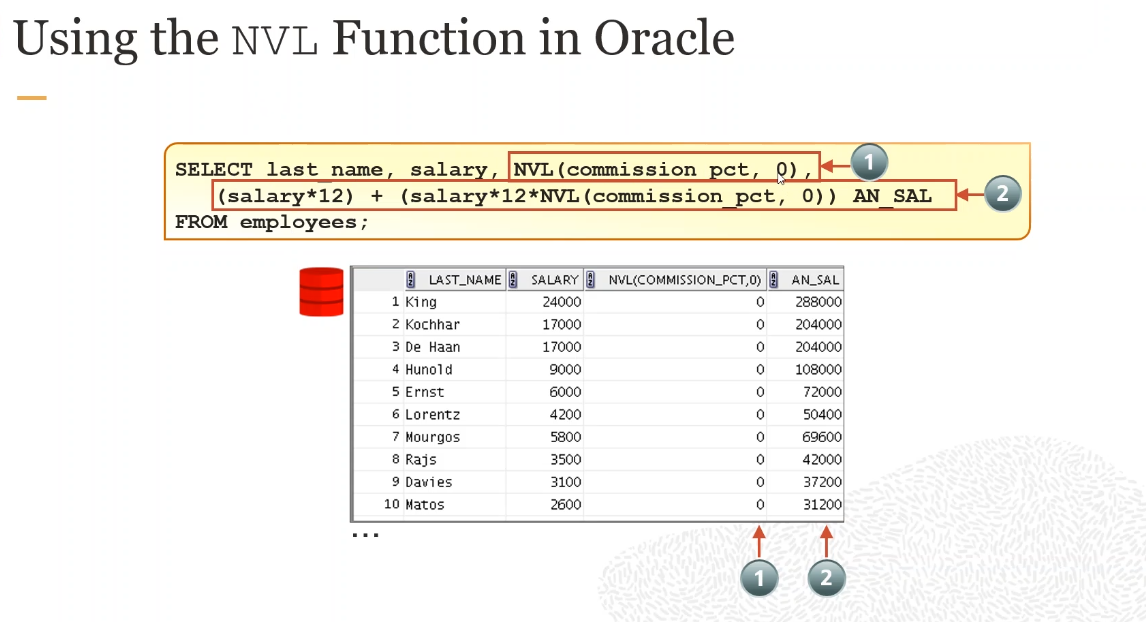 Using the NVL Function in Oracle
SELECT last_name, salary, NVL(commission_pct, 0),
1
(salary*12) + (salary*12*NVL(commission_pct, 0)) AN_SAL
2
FROM employees;
LAST_NAME SALARY NVL(COMMISSION_PCT,0) AN_SAL
1 King 24000 0 288000
2 Kochhar 17000 0 204000
3 De Haan 17000 0 204000
4 Hunold 9000 0 108000
5 Ernst 6000 0 72000
6 Lorentz 4200 0 50400
7 Mourgos 5800 0 69600
8 Rajs 3500 0 42000
9 Davies 3100 0 37200
10 Matos 2600 0 31200
...
1 2